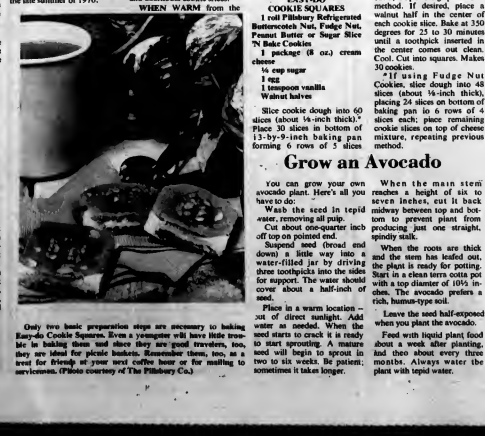 the late summer of 1970.
WHEN WARM from the
Only two basic preparation steps are necessary to baking
Easy-do Cookie Squares. Even a youngster will have little trou-
ble in baking them and since they are good travelers, too,
they are ideal for picnic baskets. Remember them, too, as a
treat for friends at your next coffee hour or for mailing to
servicemen. (Photo courtesy of The Pillsbury Co.)
EAST-DO
COOKIE SQUARES
1 roll Pillsbury Refrigerated
Butterscotch Nut, Fudge Nut,
Peanut Butter or Sugar Slice
'N Bake Cookies
1 package (8 oz.) cream
cheese
¼ cup sugar
1 egg
1 teaspoon vanilla
Walnut halves
Slice cookie dough into 60
slices (about ⅛-inch thick).*
Place 30 slices in bottom of
13-by-9-inch baking pan
forming 6 rows of 5 slices
method. If desired, place a
walnut half in the center of
each cookie slice. Bake at 350
degrees for 25 to 30 minutes
until a toothpick inserted in
the center comes out clean.
Cool. Cut into squares. Makes
30 cookies.
*If using Fudge Nut
Cookies, slice dough into 48
slices (about ⅛-inch thick),
placing 24 slices on bottom of
baking pan in 6 rows of 4
slices each; place remaining
cookie slices on top of cheese
mixture, repeating previous
method.
Grow an Avocado
You can grow your own
avocado plant. Here's all you
have to do:
Wash the seed in tepid
water, removing all pulp.
Cut about one-quarter inch
off top on pointed end.
Suspend seed (broad end
down) a little way into a
water-filled jar by driving
three toothpicks into the sides
for support. The water should
cover about a half-inch of
seed.
Place in a warm location –
out of direct sunlight. Add
water as needed. When the
seed starts to crack it is ready
to start sprouting. A mature
seed will begin to sprout in
two to six weeks. Be patient;
sometimes it takes longer.
When the main stem
reaches a height of six to
seven inches, cut it back
midway between top and bot-
tom to prevent plant from
producing just one straight,
spindly stalk.
When the roots are thick
and the stem has leafed out,
the plant is ready for potting.
Start in a clean terra cotta pot
with a top diamter of 10½ in-
ches. The avocado prefers a
rich, humus-type soil.
Leave the seed half-exposed
when you plant the avocado.
Feed with liquid plant food
about a week after planting,
and then about every three
months. Always water the
plant with tepid water.